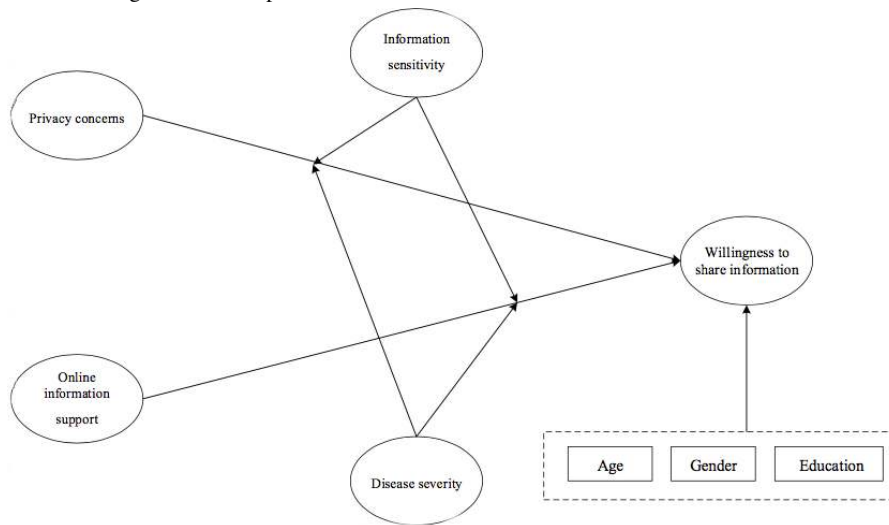 Information
sensitivity
Privacy concerns
Willingness to
share information
Online
information
support
Disease severity
Age
Gender
Education